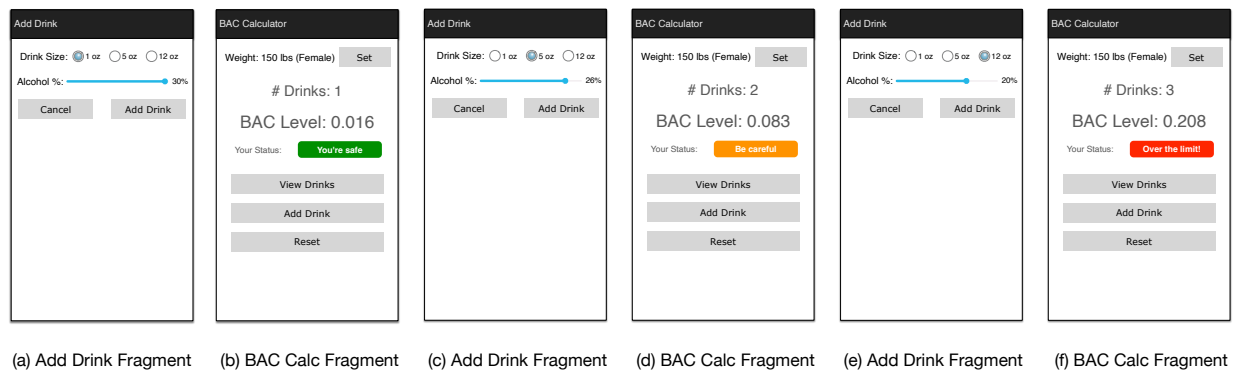 Add Drink
Drink Size: 1 oz 5 oz 12 oz
Alcohol %: 30%
Cancel Add Drink
(a) Add Drink Fragment
BAC Calculator
Weight: 150 lbs (Female) Set
# Drinks: 1
BAC Level: 0.016
Your Status: You're safe
View Drinks
Add Drink
Reset
(b) BAC Calc Fragment
Add Drink
Drink Size: 1 oz 5 oz 12 oz
Alcohol %: 26%
Cancel Add Drink
(c) Add Drink Fragment
BAC Calculator
Weight: 150 lbs (Female) Set
# Drinks: 2
BAC Level: 0.083
Your Status: Be careful
View Drinks
Add Drink
Reset
(d) BAC Calc Fragment
Add Drink
Drink Size: 1 oz 5 oz 12 oz
Alcohol %: 20%
Cancel Add Drink
(e) Add Drink Fragment
BAC Calculator
Weight: 150 lbs (Female) Set
# Drinks: 3
BAC Level: 0.208
Your Status: Over the limit!
View Drinks
Add Drink
Reset
(f) BAC Calc Fragment